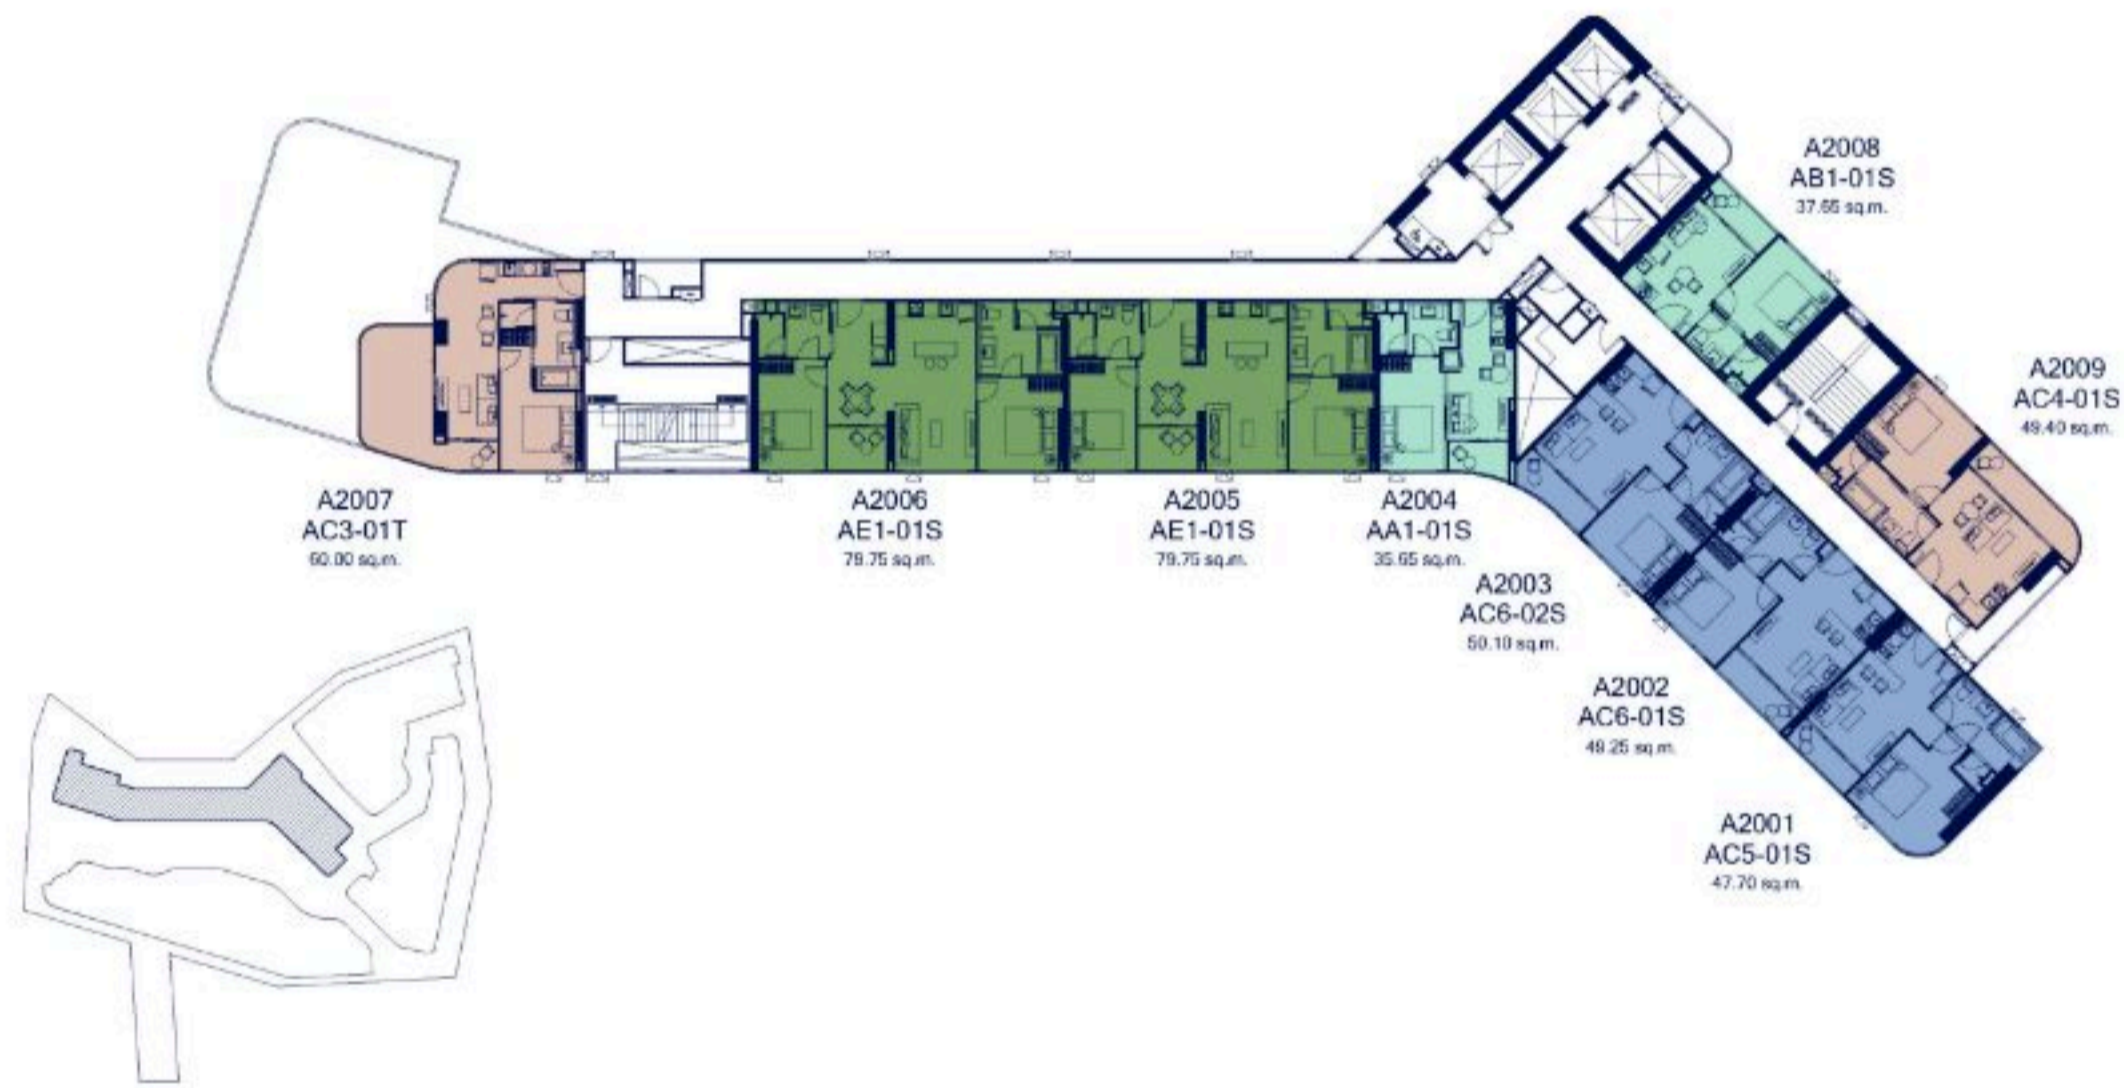 A2008
AB1-01S
37.65 sq.m.
A2009
AC4-01S
49.40 sq.m.
A2007
AC3-01T
60.00 sq.m.
A2006
AE1-01S
79.75 sq.m.
A2005
AE1-01S
79.75 sq.m.
A2004
AA1-01S
35.65 sq.m.
A2003
AC6-02S
50.10 sq.m.
A2002
AC6-01S
49.25 sq.m.
A2001
AC5-01S
47.70 sq.m.